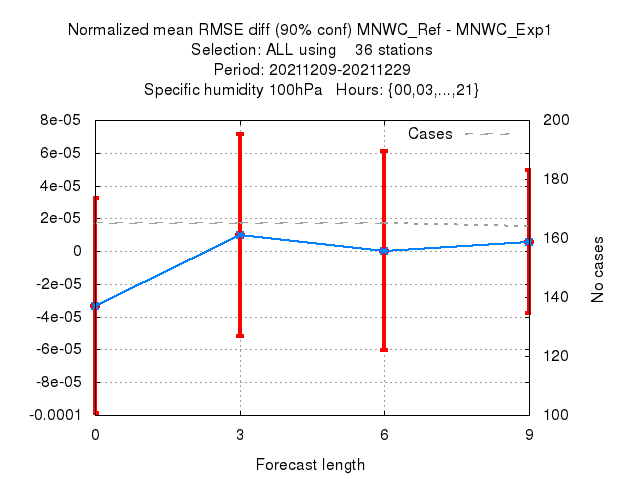 Normalized mean RMSE diff (90% conf) MNWC_Ref - MNWC_Exp1
Selection: ALL using    36 stations
Period: 20211209-20211229
Specific humidity 100hPa   Hours: {00,03,...,21}
8e-05
6e-05
4e-05
2e-05
0
-2e-05
-4e-05
-6e-05
-8e-05
-0.0001
Cases
200
180
160
140
120
100
No cases
0 3 6 9
Forecast length